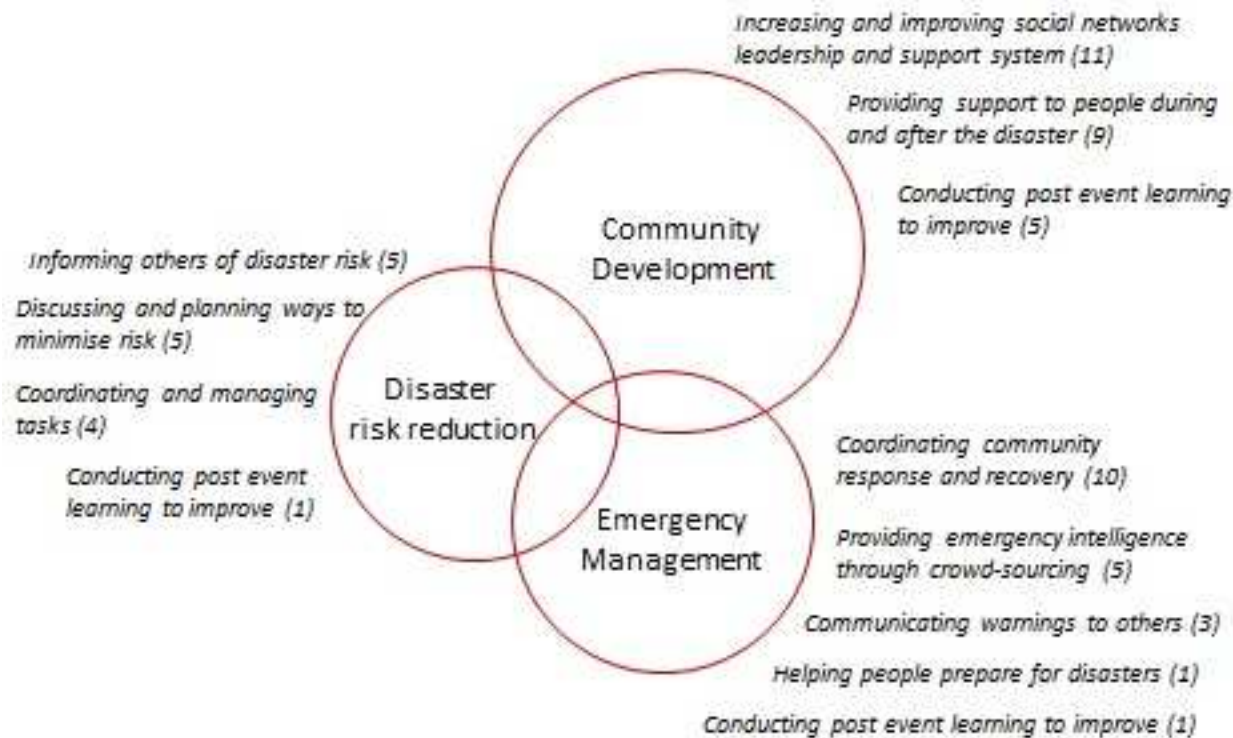 Increasing and improving social networks
leadership and support system (11)
Providing support to people during
and after the disaster (9)
Conducting post event learning
to improve (5)
Community
Development
Informing others of disaster risk (5)
Discussing and planning ways to
minimise risk (5)
Coordinating and managing
tasks (4)
Conducting post event
learning to improve (1)
Disaster
risk reduction
Coordinating community
response and recovery (10)
Providing emergency intelligence
through crowd-sourcing (5)
Communicating warnings to others (3)
Helping people prepare for disasters (1)
Conducting post event learning to improve (1)
Emergency
Management